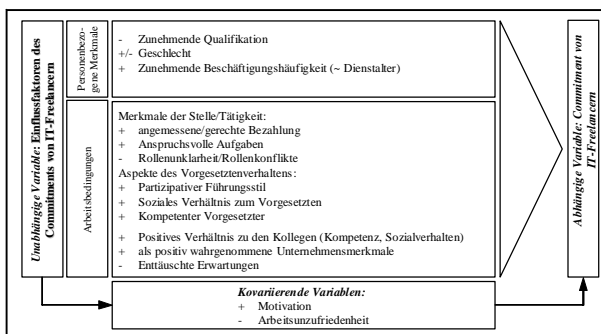 Unabhängige Variable: Einflussfaktoren des
Commitments von IT-Freelancern
Personenbezo-
gene Merkmale
- Zunehmende Qualifikation
+/- Geschlecht
+ Zunehmende Beschäftigungshäufigkeit (~ Dienstalter)
Arbeitsbedingungen
Merkmale der Stelle/Tätigkeit:
+ angemessene/gerechte Bezahlung
+ Anspruchsvolle Aufgaben
- Rollenunklarheit/Rollenkonflikte
Aspekte des Vorgesetztenverhaltens:
+ Partizipativer Führungsstil
+ Soziales Verhältnis zum Vorgesetzten
+ Kompetenter Vorgesetzter
+ Positives Verhältnis zu den Kollegen (Kompetenz, Sozialverhalten)
+ als positiv wahrgenommene Unternehmensmerkmale
- Enttäuschte Erwartungen
Kovariierende Variablen:
+ Motivation
- Arbeitsunzufriedenheit
Abhängige Variable: Commitment von
IT-Freelancern